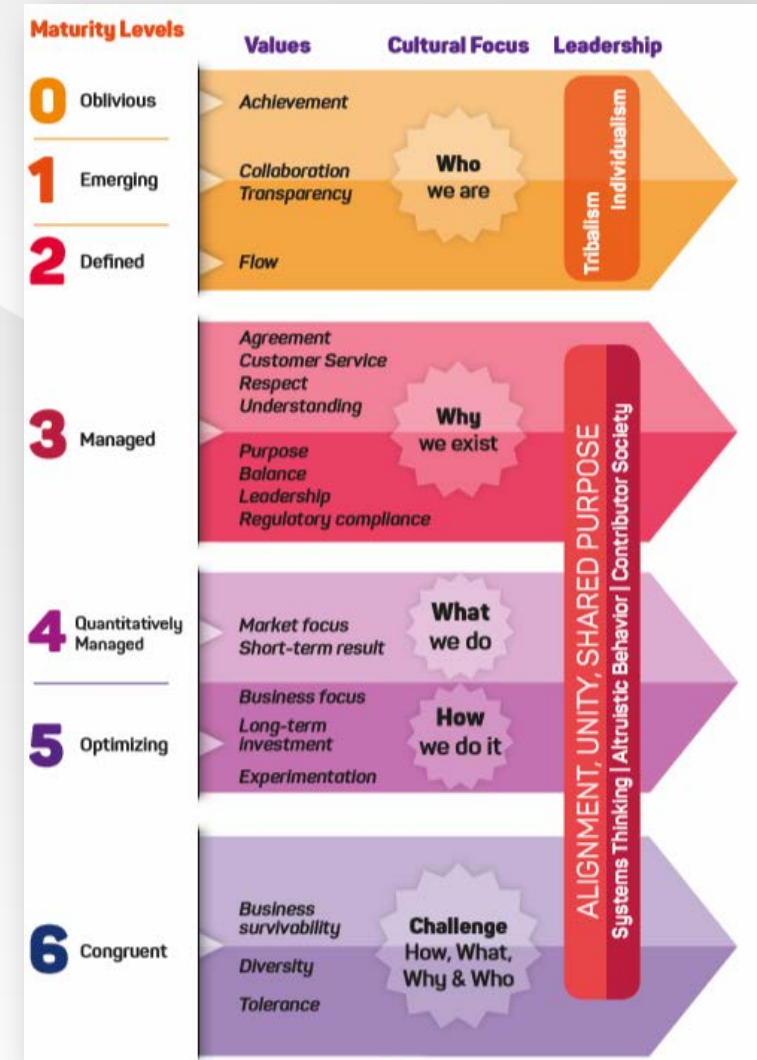 Maturity Levels
Values
Cultural Focus
Leadership
0
Oblivious
Achievement
1
Emerging
Collaboration
Transparency
Who
we are
Tribalism
Individualism
2
Defined
Flow
3
Managed
Agreement
Customer Service
Respect
Understanding
Purpose
Balance
Leadership
Regulatory compliance
Why
we exist
ALIGNMENT, UNITY, SHARED PURPOSE
Systems Thinking | Altruistic Behavior | Contributor Society
4
Quantitatively
Managed
Market focus
Short-term result
What
we do
5
Optimizing
Business focus
Long-term
investment
Experimentation
How
we do it
6
Congruent
Business
survivability
Diversity
Tolerance
Challenge
How, What,
Why & Who